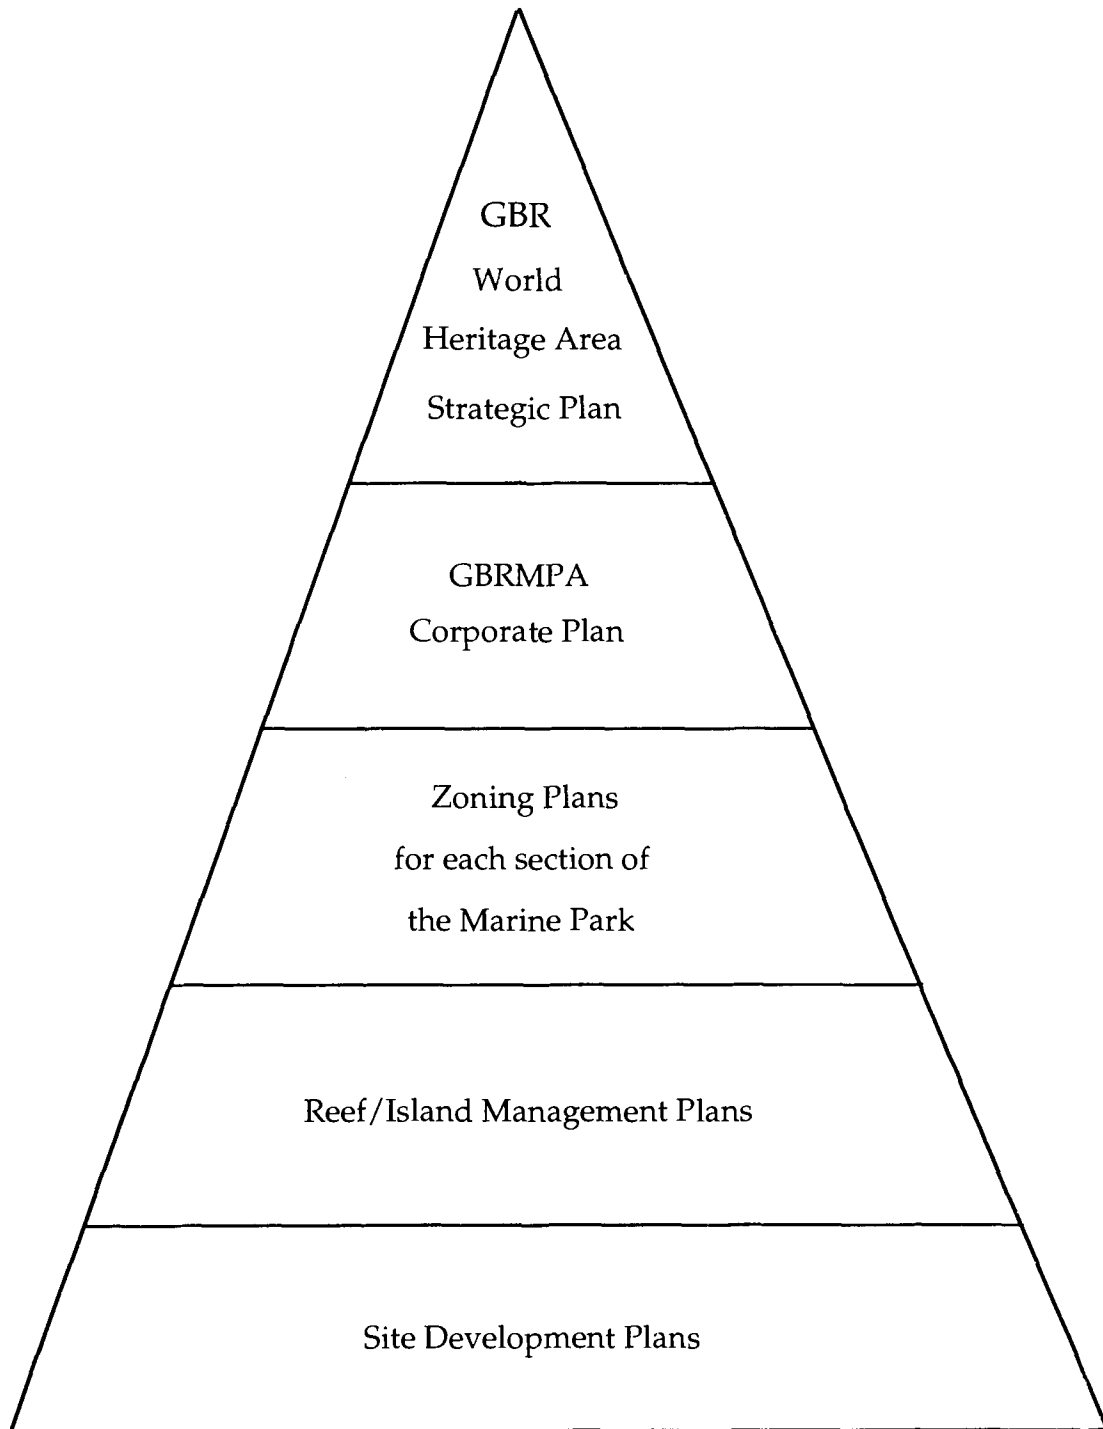 GBR
World
Heritage Area
Strategic Plan
GBRMPA
Corporate Plan
Zoning Plans
for each section of
the Marine Park
Reef/Island Management Plans
Site Development Plans